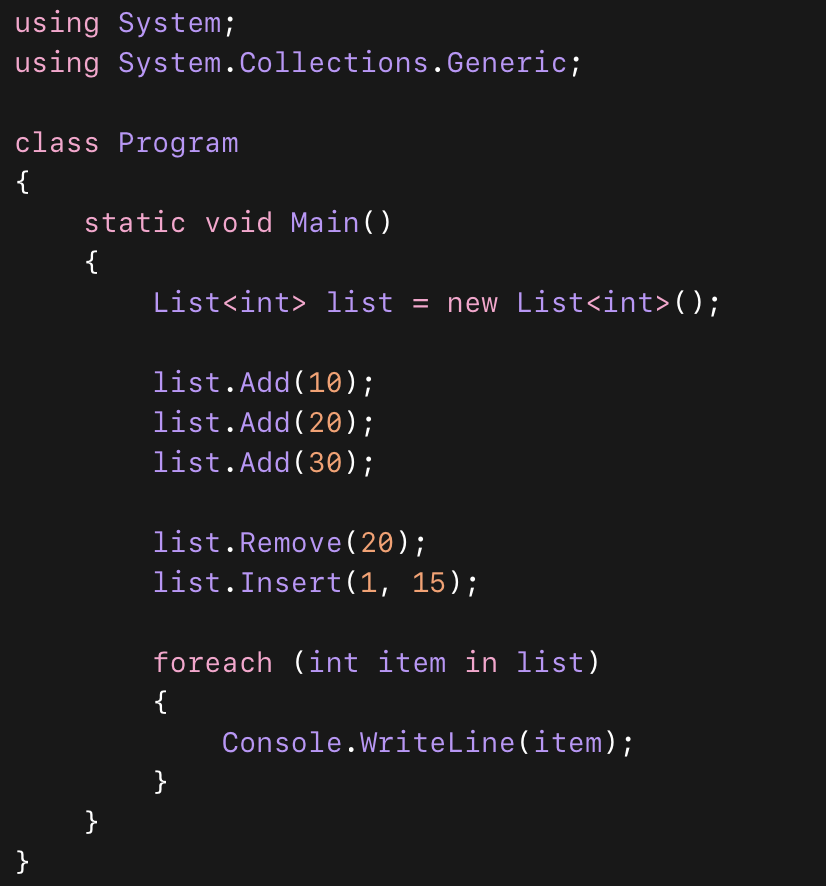 using System;
using System.Collections.Generic;

class Program
{
    static void Main()
    {
        List<int> list = new List<int>();

        list.Add(10);
        list.Add(20);
        list.Add(30);

        list.Remove(20);
        list.Insert(1, 15);

        foreach (int item in list)
        {
            Console.WriteLine(item);
        }
    }
}